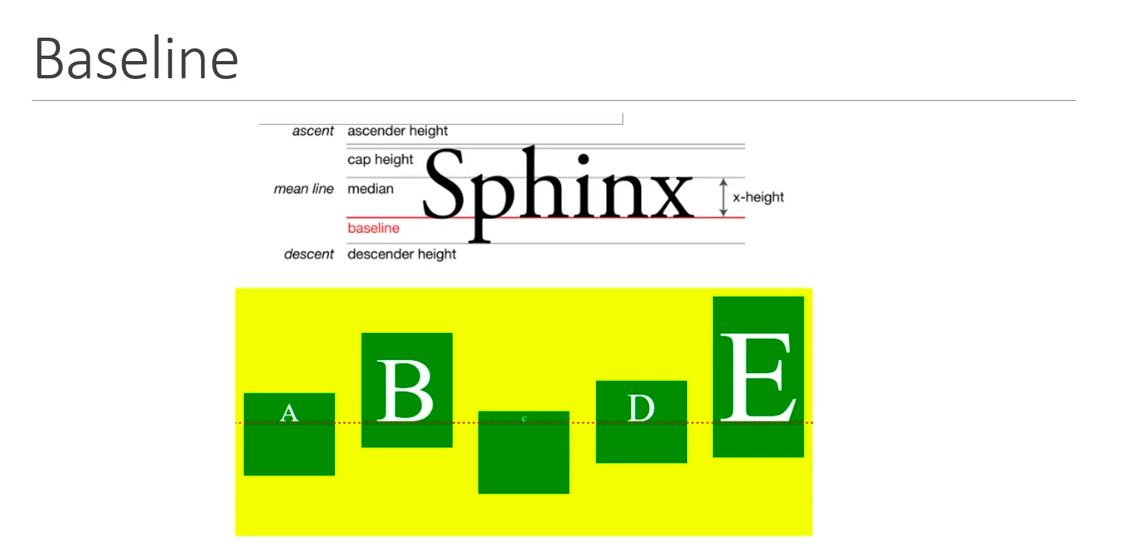 Baseline
ascent ascender height
cap height
Sphinx
mean line median
x-height
baseline
descent descender height
A B c D E